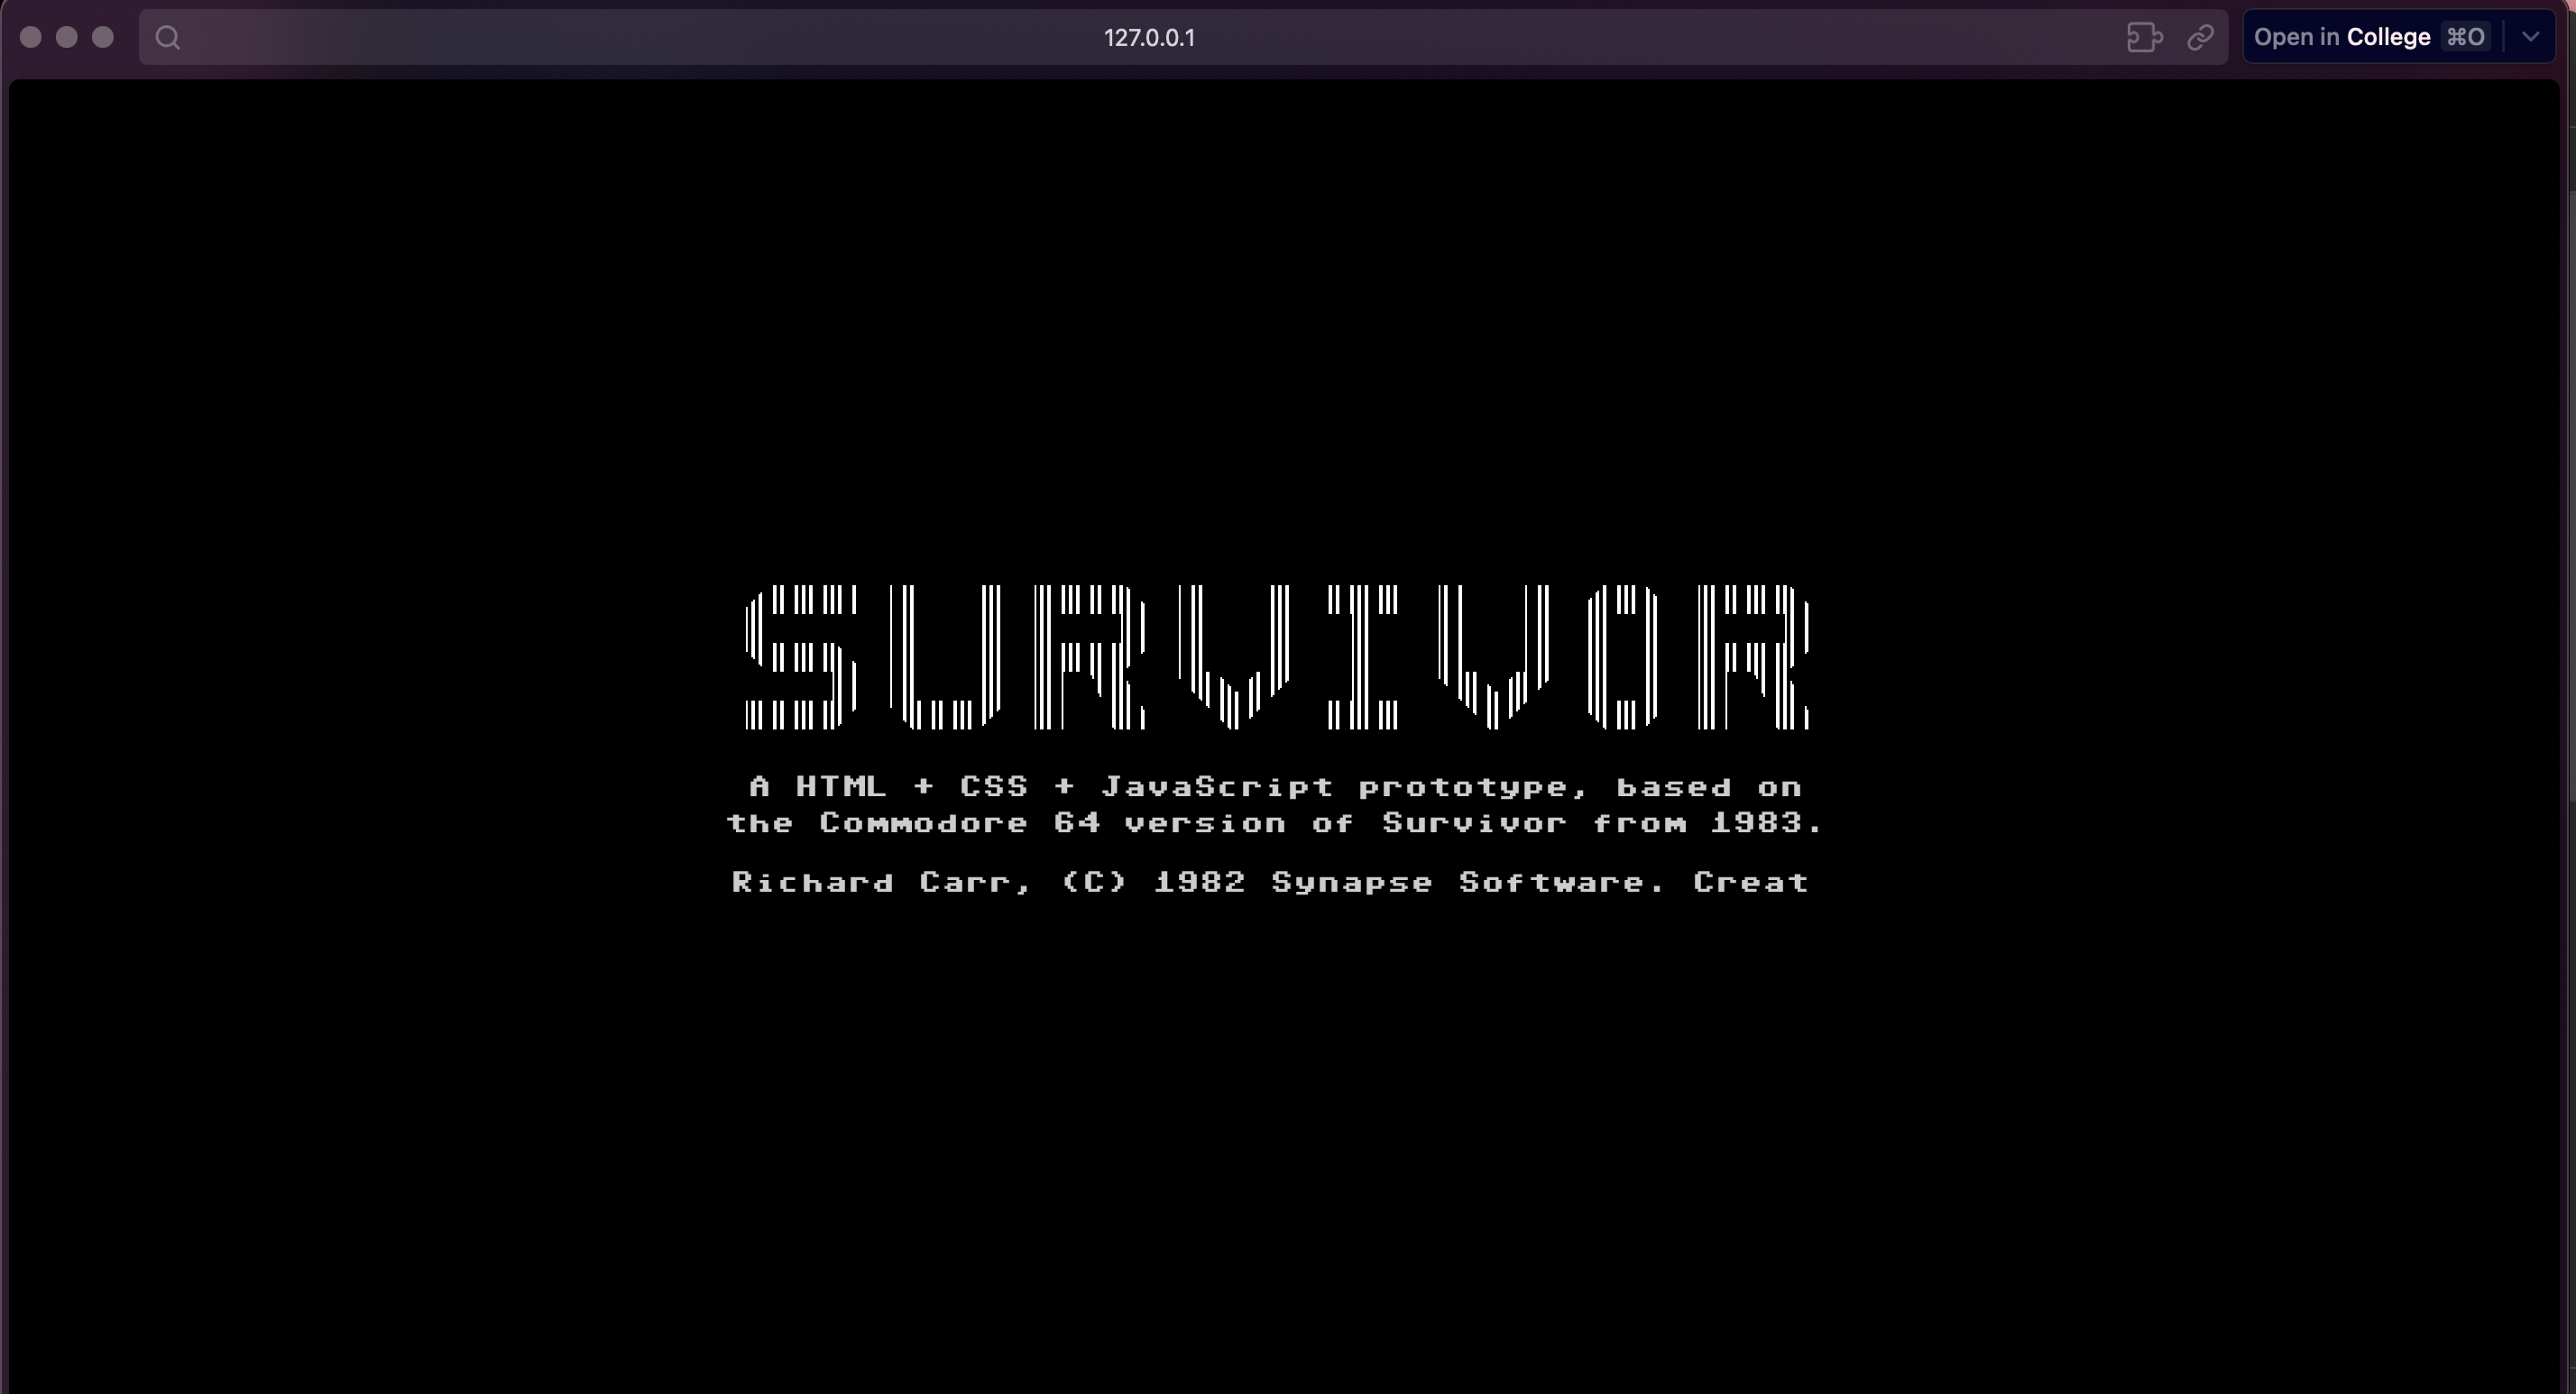 127.0.0.1
Open in College ⌘O
SURVIVOR
A HTML + CSS + JavaScript prototype, based on
the Commodore 64 version of Survivor from 1983.
Richard Carr, (C) 1982 Synapse Software. Creat